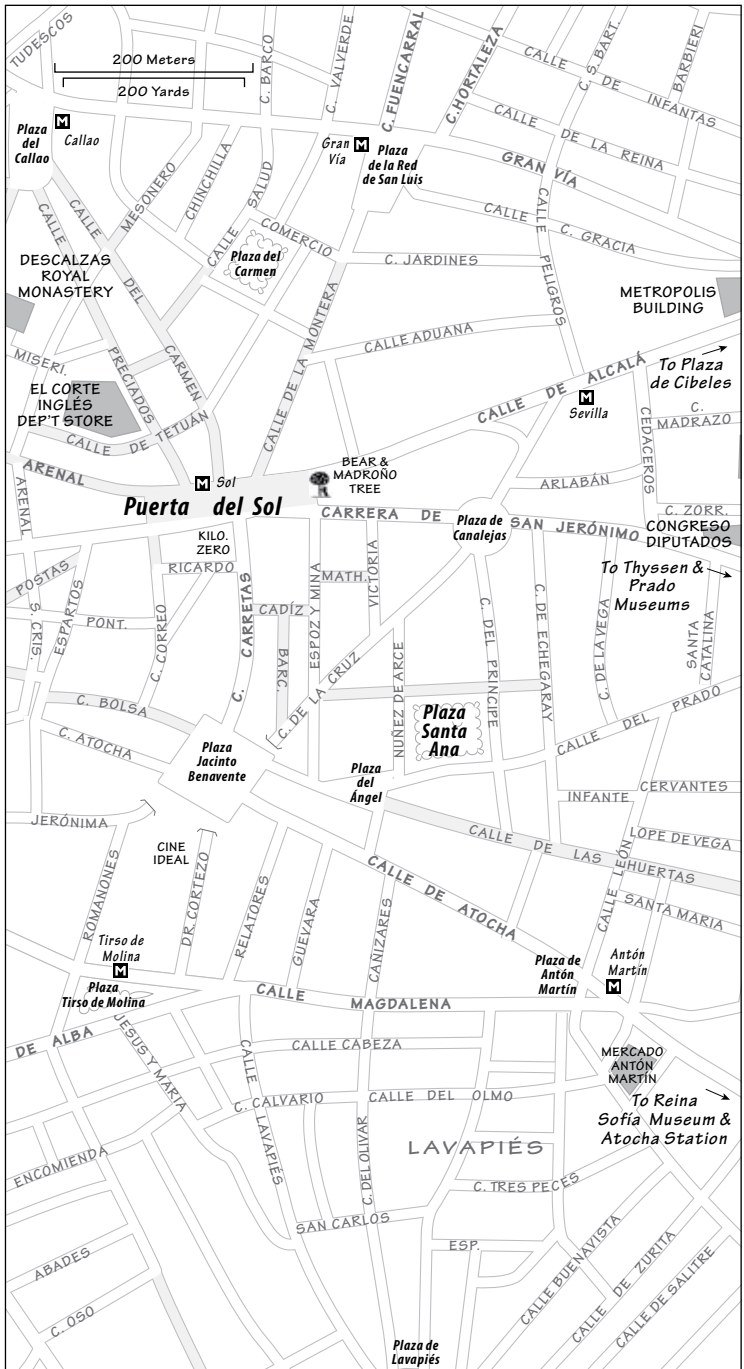 TUDESCOS
200 Meters
200 Yards
C. BARCO
C. VALVERDE
C. FUENCARRAL
C. HORTALEZA
CALLE DE INFANTAS
C. S. BART.
BARBIERI
CALLE DE LA REINA
Plaza
del
Callao
M
Callao
Gran
Vía
M
Plaza
de la Red
de San Luis
GRAN VÍA
MESONERO
CHINCHILLA
CALLE SALUD
COMERCIO
Plaza del
Carmen
CALLE C. GRACIA
C. JARDINES
CALLE PELIGROS
DESCALZAS
ROYAL
MONASTERY
CALLE PRECIADOS
CALLE DEL CARMEN
CALLE DE LA MONTERA
CALLE ADUANA
METROPOLIS
BUILDING
MISERI.
EL CORTE
INGLÉS
DEP'T STORE
CALLE DE TETUÁN
CALLE DE ALCALÁ
To Plaza
de Cibeles
M
Sevilla
CEDACEROS
C.
MADRAZO
ARENAL
ARENAL
M
Sol
BEAR &
MADROÑO
TREE
ARLABÁN
Puerta del Sol
CARRERA DE SAN JERÓNIMO
Plaza de
Canalejas
C. ZORR.
CONGRESO
DIPUTADOS
KILO.
ZERO
POSTAS
RICARDO
MATH.
VICTORIA
To Thyssen &
Prado
Museums
S. CRIS.
ESPARTOS
PONT.
C. CORREO
C. CARRETAS
CADÍZ
BARC.
ESPOZ Y MINA
C. DE LA CRUZ
NUÑEZ DE ARCE
C. DEL PRINCIPE
C. DE ECHEGARAY
C. DE LA VEGA
SANTA
CATALINA
C. BOLSA
C. ATOCHA
Plaza
Jacinto
Benavente
Plaza
Santa
Ana
CALLE DEL PRADO
Plaza
del
Ángel
INFANTE
CERVANTES
JERÓNIMA
CINE
IDEAL
CALLE DE LAS HUERTAS
LOPE DE VEGA
CALLE LEÓN
SANTA MARIA
ROMANONES
DR. CORTEZO
RELATORES
GUEVARA
CANIZARES
CALLE DE ATOCHA
Tirso de
Molina
M
Plaza
Tirso de Molina
Plaza de
Antón
Martín
Antón
Martín
M
CALLE MAGDALENA
DE ALBA
JESUS Y MARIA
CALLE LAVAPIÉS
CALLE CABEZA
MERCADO
ANTÓN
MARTÍN
C. CALVARIO
CALLE DEL OLMO
To Reina
Sofía Museum &
Atocha Station
C. DEL OLIVAR
LAVAPIÉS
ENCOMIENDA
C. TRES PECES
SAN CARLOS
ESP.
ABADES
C. OSO
CALLE BUENAVISTA
CALLE DE ZURITA
CALLE DE SALITRE
Plaza de
Lavapiés